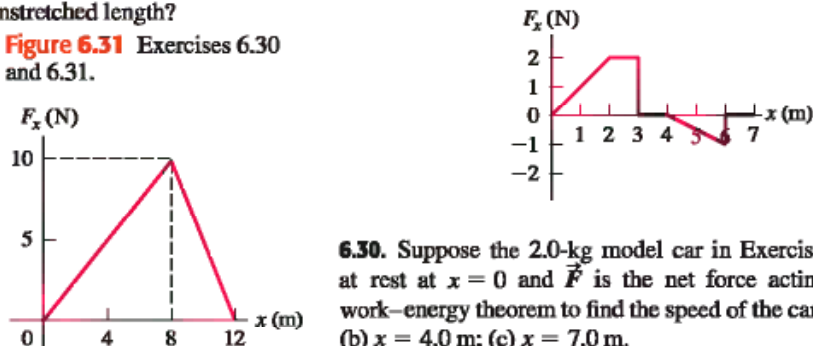 nstretched length?
Figure 6.31 Exercises 6.30
and 6.31.
Fx (N)
10
5
0
4
8
12
x (m)
Fx (N)
2
1
0
-1
-2
1 2 3 4 5 6 7
x (m)
6.30. Suppose the 2.0-kg model car in Exercis
at rest at x = 0 and F⃗ is the net force actin
work–energy theorem to find the speed of the ca
(b) x = 4.0 m; (c) x = 7.0 m.